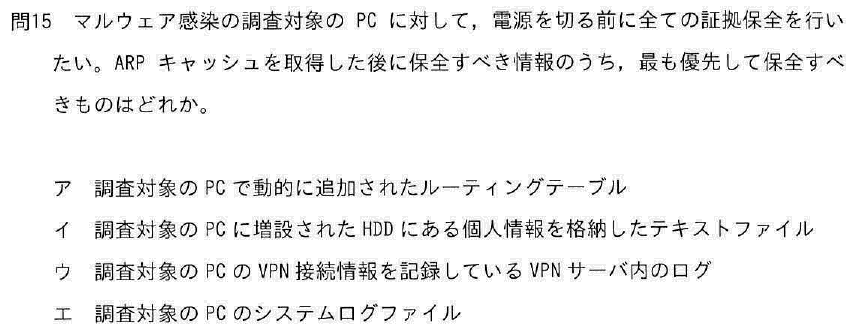 問15 マルウェア感染の調査対象の PC に対して，電源を切る前に全ての証拠保全を行い
たい。ARP キャッシュを取得した後に保全すべき情報のうち，最も優先して保全すべ
きものはどれか。
ア 調査対象の PC で動的に追加されたルーティングテーブル
イ 調査対象の PC に増設された HDD にある個人情報を格納したテキストファイル
ウ 調査対象の PC の VPN 接続情報を記録している VPN サーバ内のログ
エ 調査対象の PC のシステムログファイル